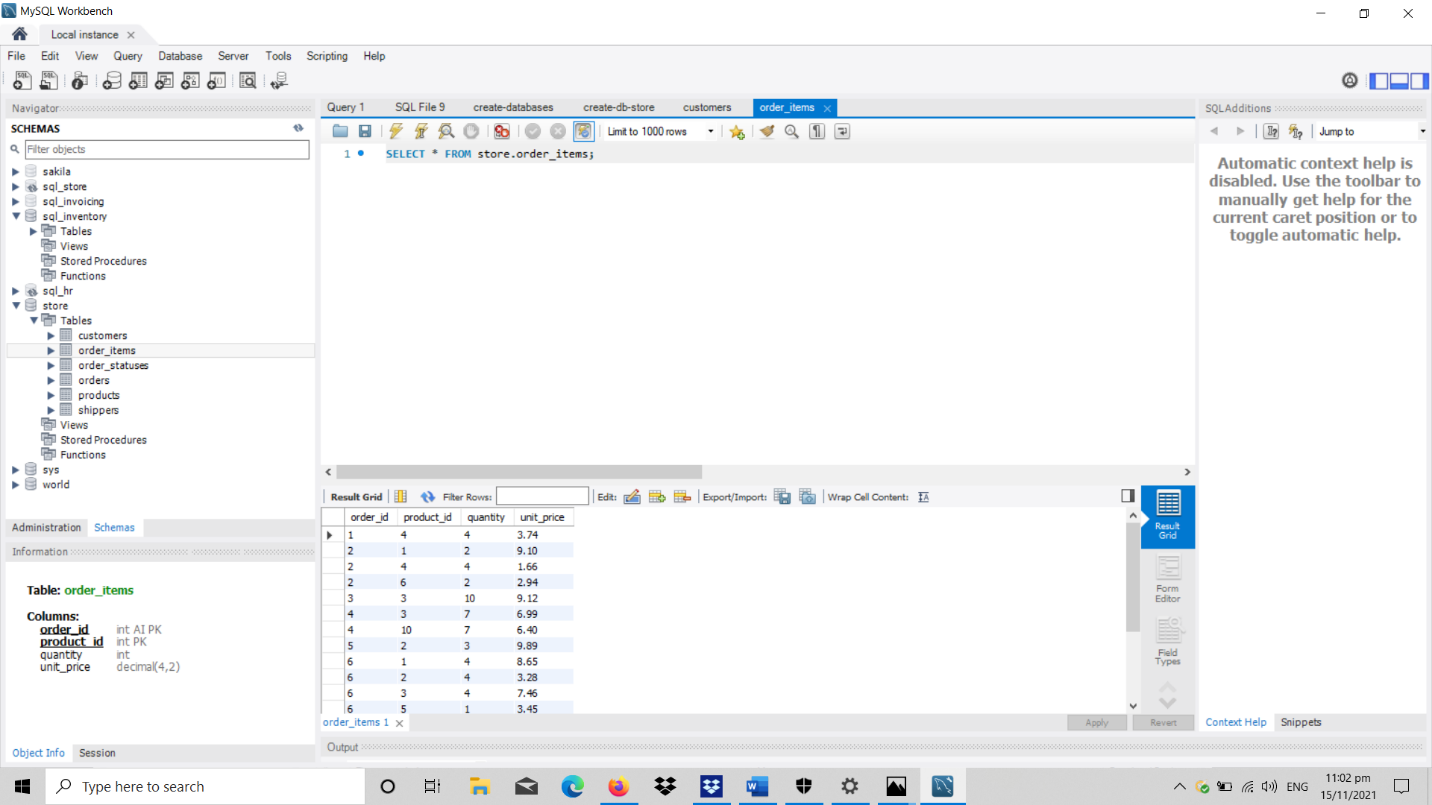 MySQL Workbench
Local instance
File Edit View Query Database Server Tools Scripting Help
Navigator
SCHEMAS
Filter objects
sakila
sql_store
sql_invoicing
sql_inventory
Tables
Views
Stored Procedures
Functions
sql_hr
store
Tables
customers
order_items
order_statuses
orders
products
shippers
Views
Stored Procedures
Functions
sys
world
Administration Schemas
Information
Table: order_items
Columns:
order_id int AI PK
product_id int PK
quantity int
unit_price decimal(4,2)
Object Info Session
Query 1 SQL File 9 create-databases create-db-store customers order_items
Limit to 1000 rows
1 SELECT * FROM store.order_items;
Result Grid Filter Rows: Edit: Export/Import: Wrap Cell Content:
order_id product_id quantity unit_price
1 4 4 3.74
2 1 2 9.10
2 4 4 1.66
2 6 2 2.94
3 3 10 9.12
4 3 7 6.99
4 10 7 6.40
5 2 3 9.89
6 1 4 8.65
6 2 4 3.28
6 3 4 7.46
6 5 1 3.45
Result
Grid
Form
Editor
Field
Types
order_items 1 Apply Revert
Output
SQLAdditions
Jump to
Automatic context help is
disabled. Use the toolbar to
manually get help for the
current caret position or to
toggle automatic help.
Context Help Snippets
Type here to search
ENG
11:02 pm
15/11/2021